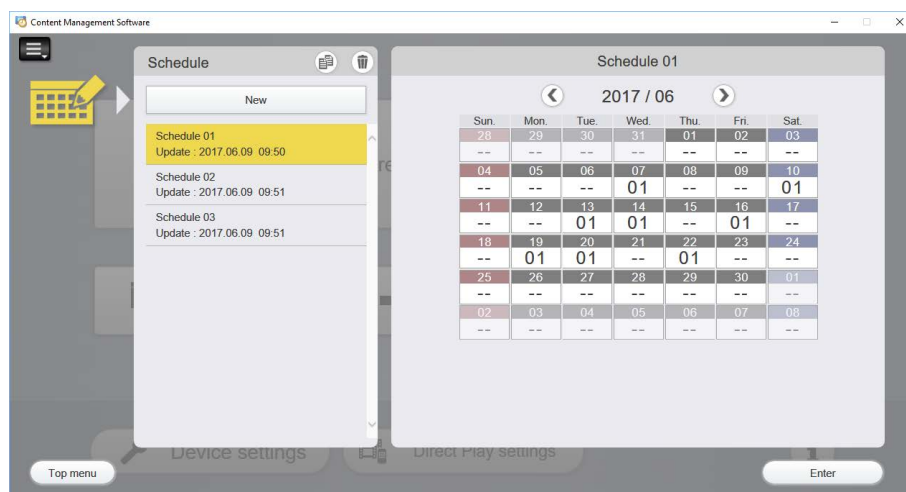 Content Management Software
Schedule
New
Schedule 01
Update : 2017.06.09 09:50
Schedule 02
Update : 2017.06.09 09:51
Schedule 03
Update : 2017.06.09 09:51
Schedule 01
2017 / 06
Sun. Mon. Tue. Wed. Thu. Fri. Sat.
28 29 30 31 01 02 03
-- -- -- -- -- -- --
04 05 06 07 08 09 10
-- -- -- 01 -- -- 01
11 12 13 14 15 16 17
-- -- 01 01 -- 01 --
18 19 20 21 22 23 24
-- 01 01 -- 01 -- --
25 26 27 28 29 30 01
-- -- -- -- -- -- --
02 03 04 05 06 07 08
-- -- -- -- -- -- --
Device settings
Direct Play settings
Top menu
Enter